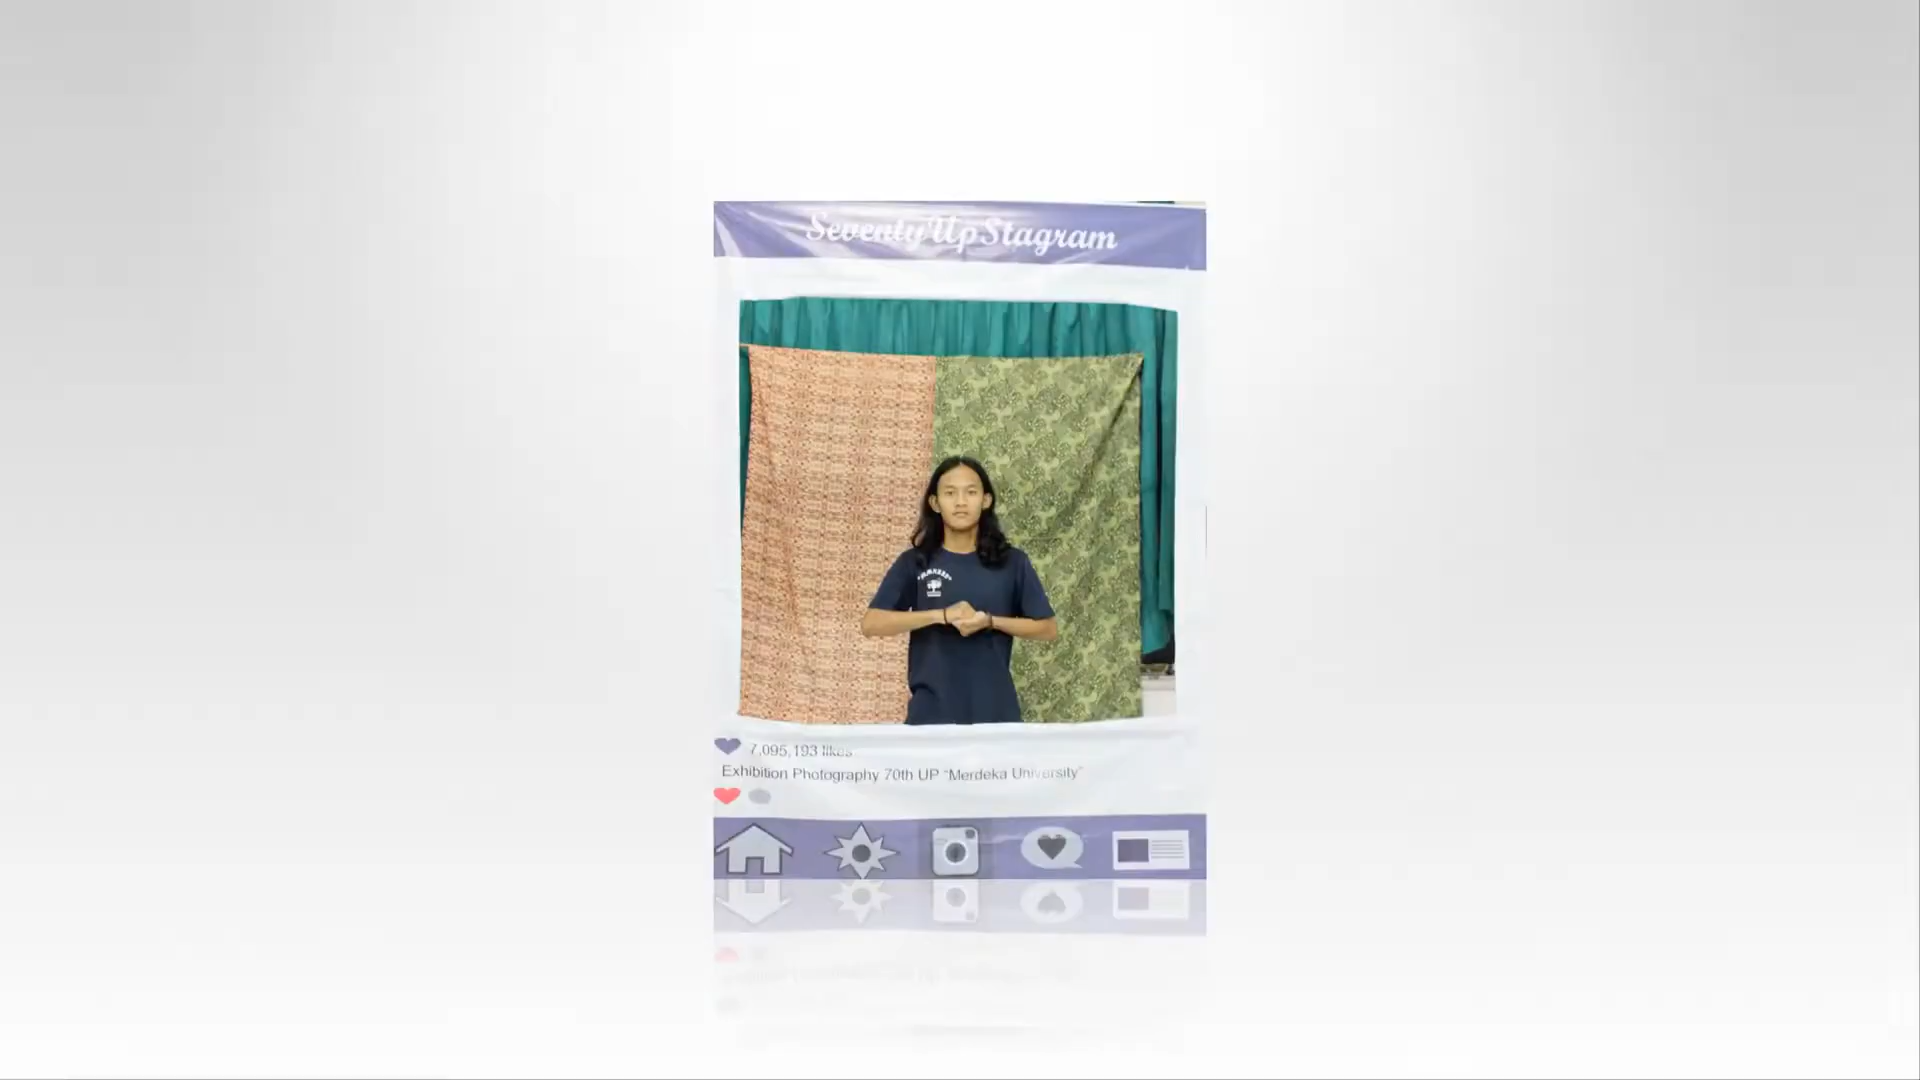 SeventyUpStagram
7,095,193 likes
Exhibition Photography 70th UP “Merdeka University”